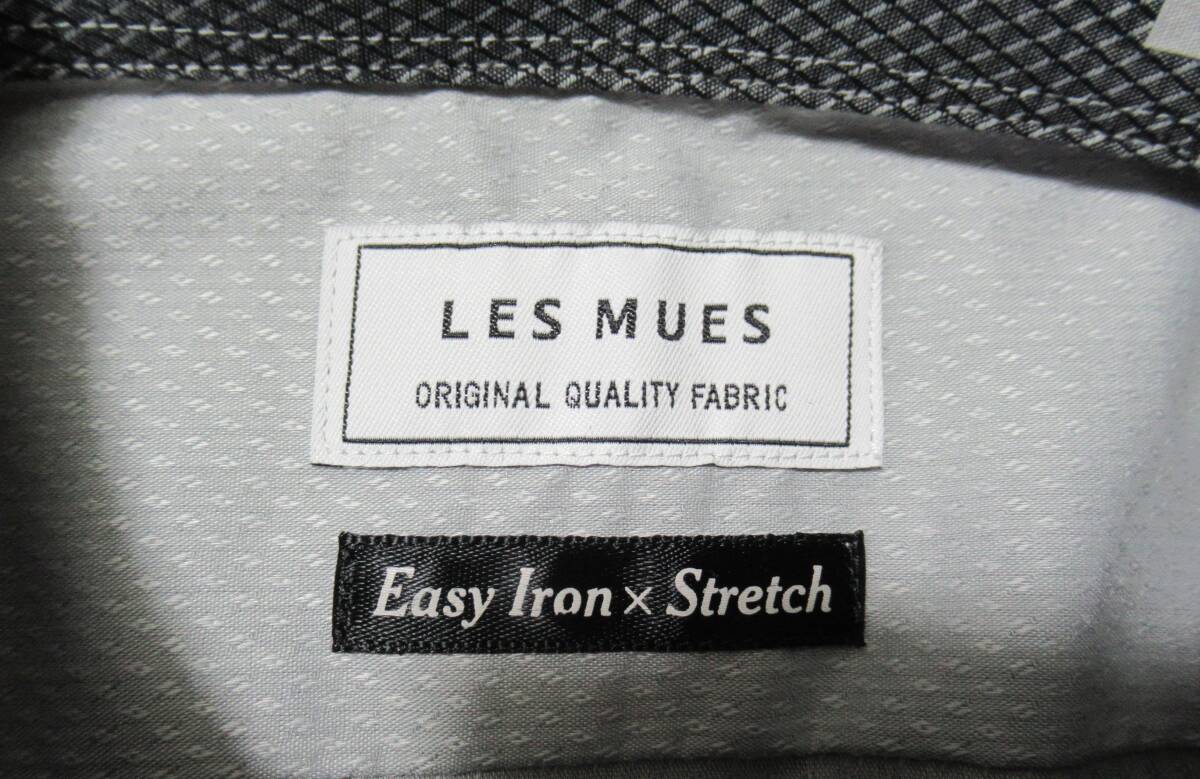 LES MUES
ORIGINAL QUALITY FABRIC
Easy Iron × Stretch